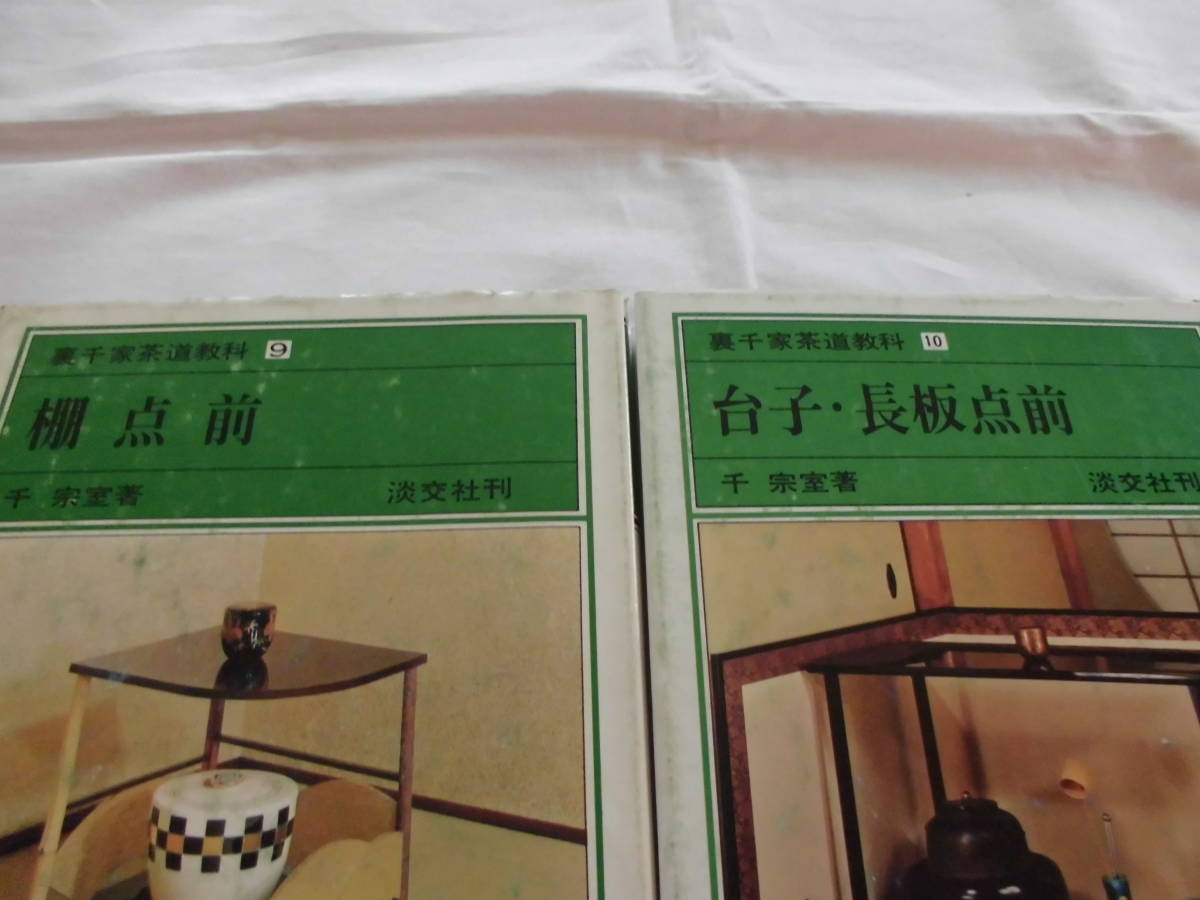 裏千家茶道教科 9
棚点前
千 宗室著 淡交社刊
裏千家茶道教科 10
台子・長板点前
千 宗室著 淡交社刊